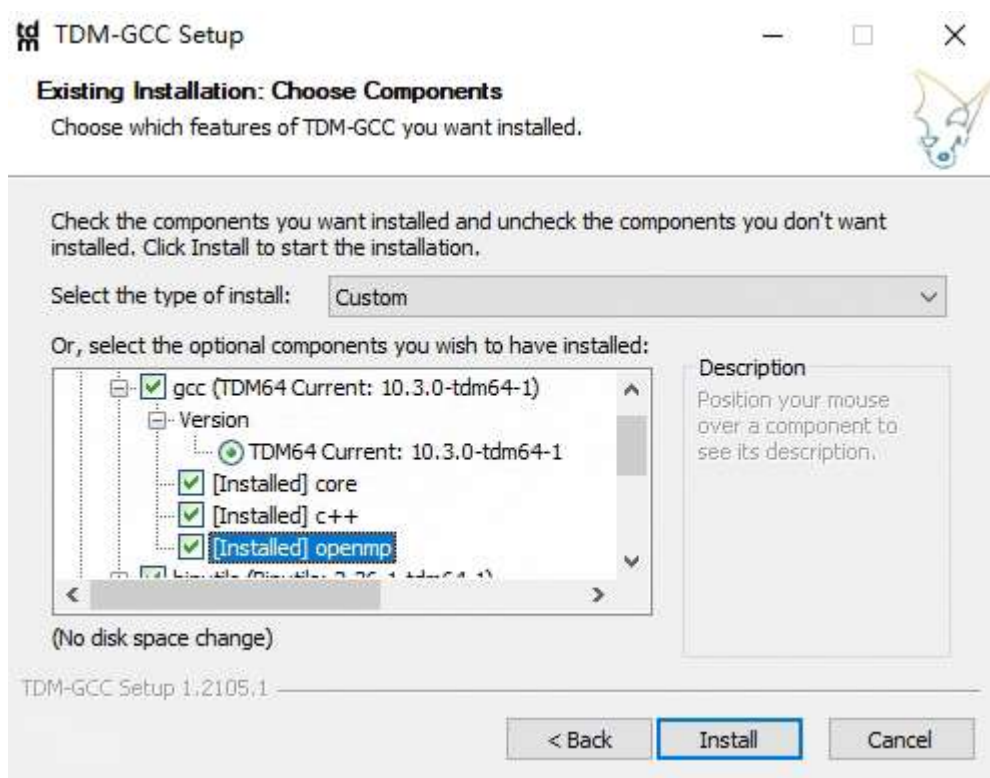 tdm TDM-GCC Setup
Existing Installation: Choose Components
Choose which features of TDM-GCC you want installed.
Check the components you want installed and uncheck the components you don't want
installed. Click Install to start the installation.
Select the type of install: Custom
Or, select the optional components you wish to have installed:
gcc (TDM64 Current: 10.3.0-tdm64-1)
Version
TDM64 Current: 10.3.0-tdm64-1
[Installed] core
[Installed] c++
[Installed] openmp
Description
Position your mouse
over a component to
see its description.
(No disk space change)
TDM-GCC Setup 1.2105.1
< Back Install Cancel